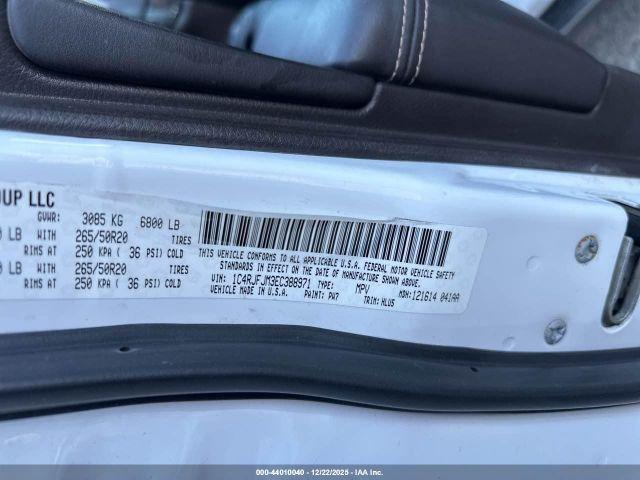 OUP LLC
GVWR: 3085 KG 6800 LB
LB WITH 265/50R20 TIRES
RIMS AT 250 KPA ( 36 PSI) COLD
LB WITH 265/50R20 TIRES
RIMS AT 250 KPA ( 36 PSI) COLD
THIS VEHICLE CONFORMS TO ALL APPLICABLE U.S.A. FEDERAL MOTOR VEHICLE SAFETY
STANDARDS IN EFFECT ON THE DATE OF MANUFACTURE SHOWN ABOVE.
VIN: 1C4RJFJM3EC388971 TYPE: MPV MDH: 121614 041AA
VEHICLE MADE IN U.S.A. PAINT: PW7 TRIM: HLU5
000-44010040 | 12/22/2025 | IAA Inc.